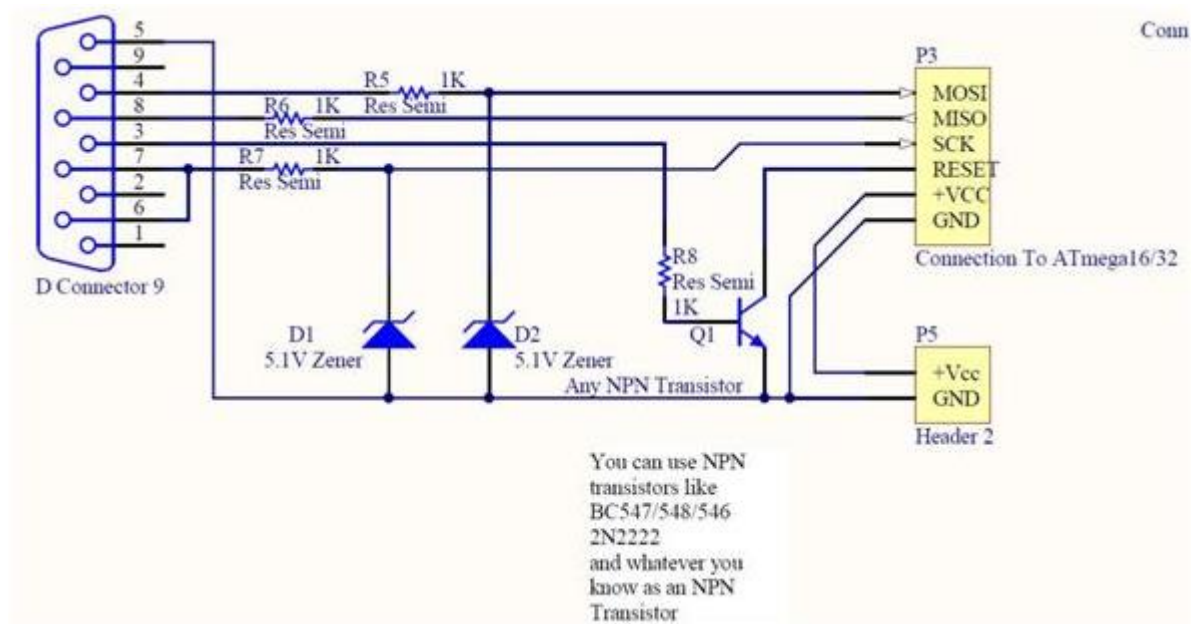 Conn
5
9
4
8
3
7
2
6
1
D Connector 9
R5 1K
Res Semi
R6 1K
Res Semi
R7 1K
Res Semi
R8
Res Semi
1K
Q1
D1
5.1V Zener
D2
5.1V Zener
Any NPN Transistor
P3
MOSI
MISO
SCK
RESET
+VCC
GND
Connection To ATmega16/32
P5
+Vcc
GND
Header 2
You can use NPN
transistors like
BC547/548/546
2N2222
and whatever you
know as an NPN
Transistor